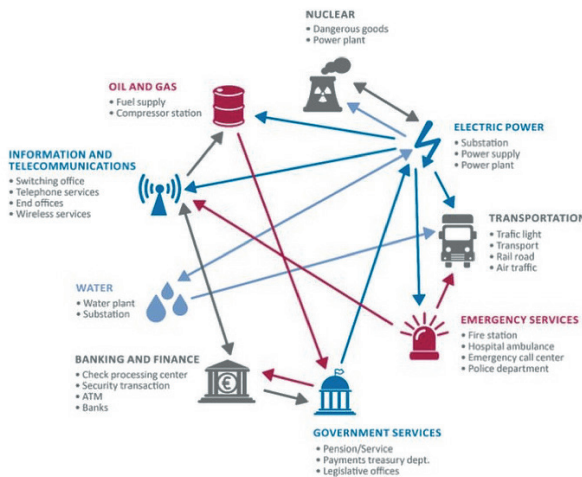 NUCLEAR
• Dangerous goods
• Power plant
OIL AND GAS
• Fuel supply
• Compressor station
ELECTRIC POWER
• Substation
• Power supply
• Power plant
INFORMATION AND
TELECOMMUNICATIONS
• Switching office
• Telephone services
• End offices
• Wireless services
TRANSPORTATION
• Trafic light
• Transport
• Rail road
• Air traffic
WATER
• Water plant
• Substation
EMERGENCY SERVICES
• Fire station
• Hospital ambulance
• Emergency call center
• Police department
BANKING AND FINANCE
• Check processing center
• Security transaction
• ATM
• Banks
€
GOVERNMENT SERVICES
• Pension/Service
• Payments treasury dept.
• Legislative offices